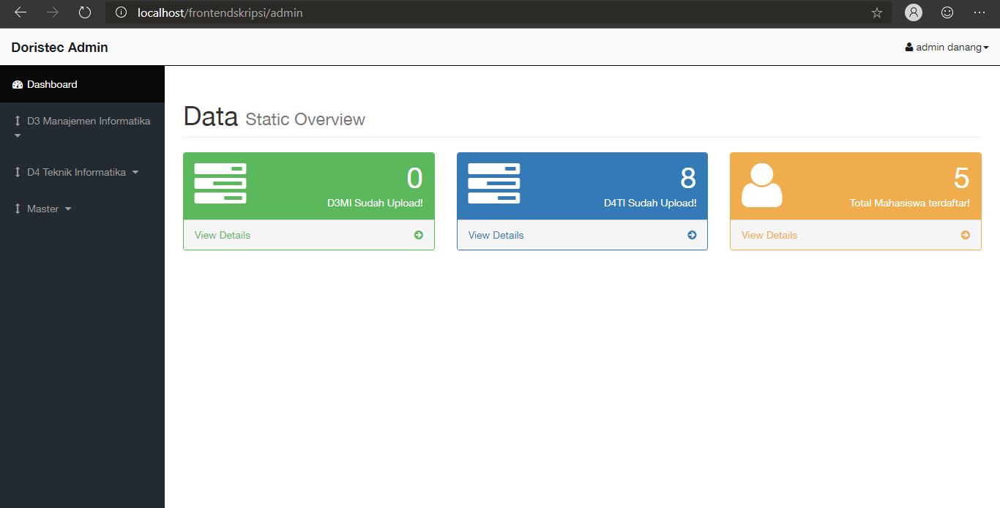 localhost/frontendskripsi/admin
Doristec Admin
admin danang
Dashboard
D3 Manajemen Informatika
D4 Teknik Informatika
Master
Data Static Overview
0
D3MI Sudah Upload!
View Details
8
D4TI Sudah Upload!
View Details
5
Total Mahasiswa terdaftar!
View Details